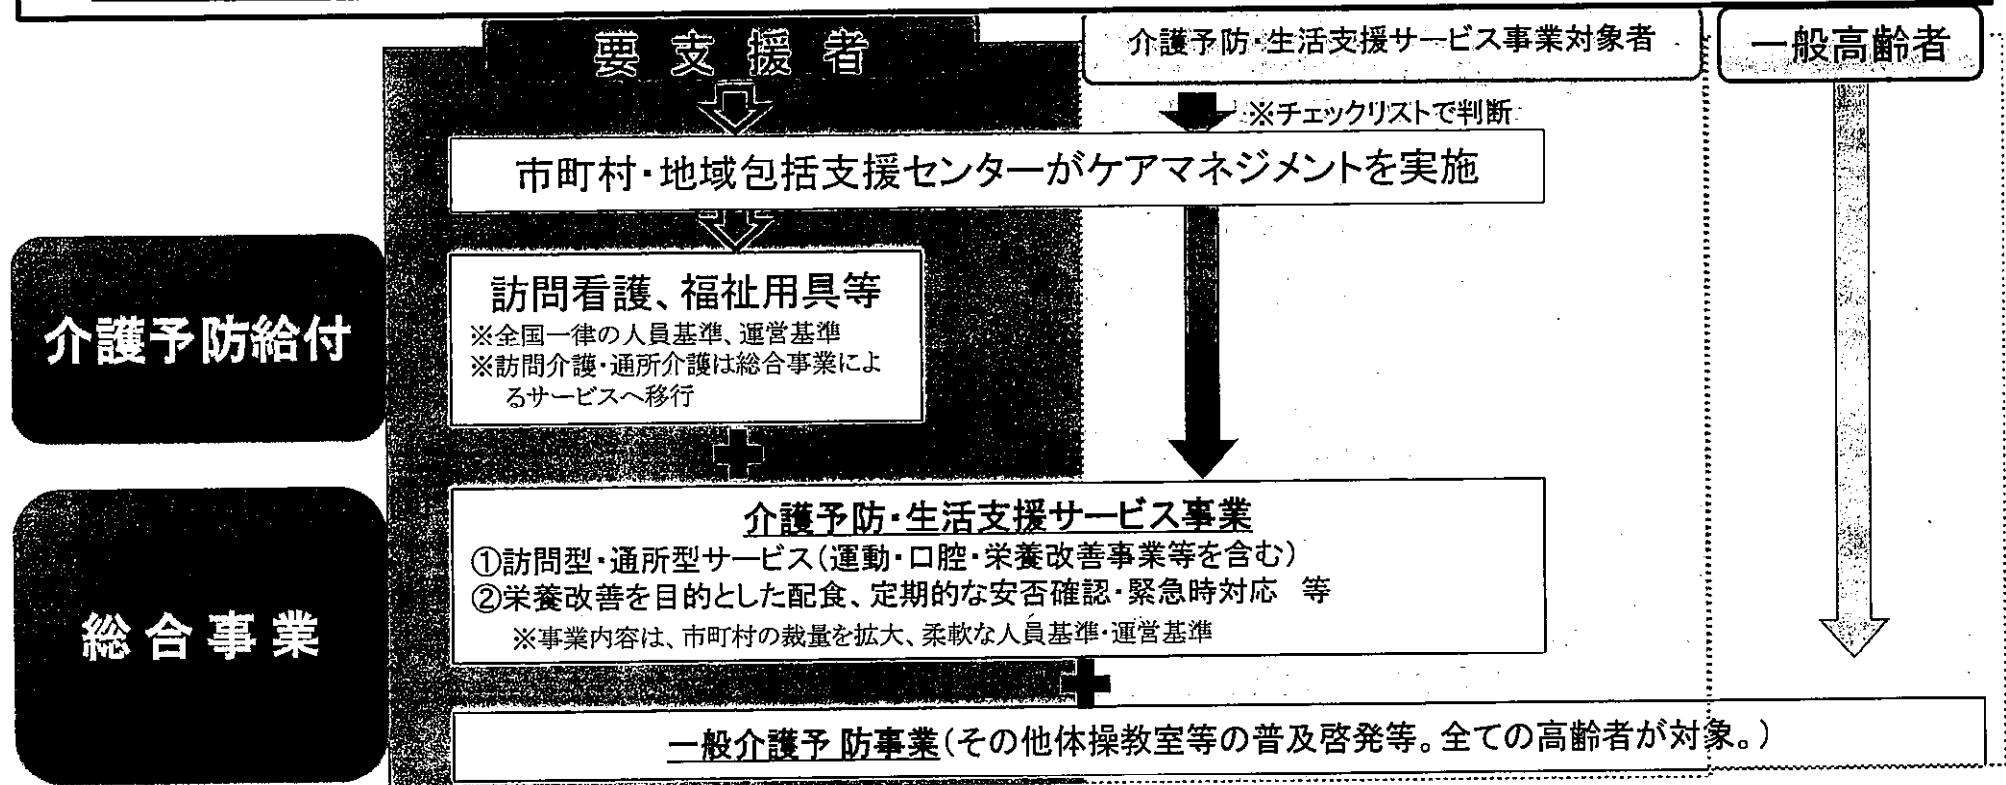 要支援者
介護予防・生活支援サービス事業対象者
一般高齢者
※チェックリストで判断
市町村・地域包括支援センターがケアマネジメントを実施
介護予防給付
訪問看護、福祉用具等
※全国一律の人員基準、運営基準
※訪問介護・通所介護は総合事業によ
るサービスへ移行
総合事業
介護予防・生活支援サービス事業
①訪問型・通所型サービス(運動・口腔・栄養改善事業等を含む)
②栄養改善を目的とした配食、定期的な安否確認・緊急時対応 等
※事業内容は、市町村の裁量を拡大、柔軟な人員基準・運営基準
一般介護予防事業(その他体操教室等の普及啓発等。全ての高齢者が対象。)